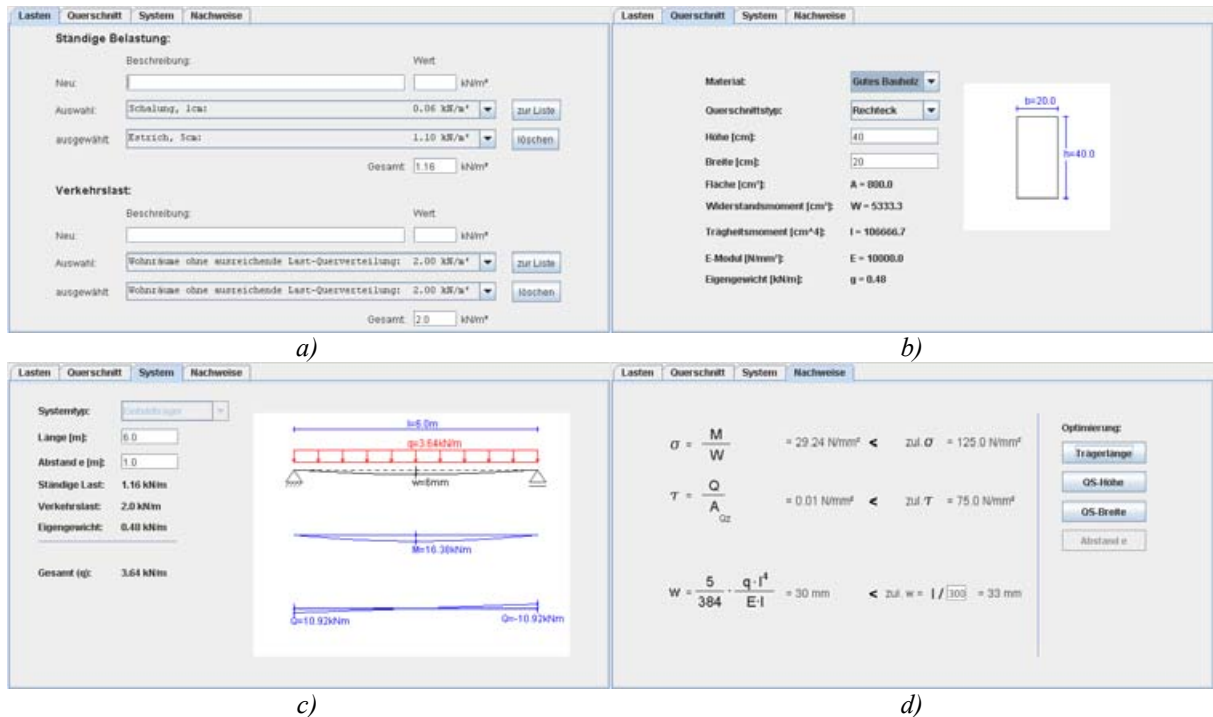 Lasten Querschnitt System Nachweise
Ständige Belastung:
Beschreibung: Wert
Neu: kN/m²
Auswahl: Schalung, 1cm: 0.06 kN/m² zur Liste
ausgewählt: Estrich, 5cm: 1.10 kN/m² löschen
Gesamt: 1.16 kN/m²
Verkehrslast:
Beschreibung: Wert
Neu: kN/m²
Auswahl: Wohnräume ohne ausreichende Last-Querverteilung: 2.00 kN/m² zur Liste
ausgewählt: Wohnräume ohne ausreichende Last-Querverteilung: 2.00 kN/m² löschen
Gesamt: 2.0 kN/m²
a)
Lasten Querschnitt System Nachweise
Material: Gutes Bauholz
Querschnittstyp: Rechteck
Höhe [cm]: 40
Breite [cm]: 20
Fläche [cm²]: A = 800.0
Widerstandsmoment [cm³]: W = 5333.3
Trägheitsmoment [cm^4]: I = 106666.7
E-Modul [N/mm²]: E = 10000.0
Eigengewicht [kN/m]: g = 0.48
b=20.0
h=40.0
b)
Lasten Querschnitt System Nachweise
Systemtyp:
Länge [m]: 6.0
Abstand e [m]: 1.0
Ständige Last: 1.16 kN/m
Verkehrslast: 2.0 kN/m
Eigengewicht: 0.48 kN/m
Gesamt (q): 3.64 kN/m
l=6.0m
q=3.64kN/m
w=6mm
M=16.38kNm
Q=10.92kNm Q=-10.92kNm
c)
Lasten Querschnitt System Nachweise
σ = M / W = 29.24 N/mm² < zul. σ = 125.0 N/mm²
τ = Q / A Qz = 0.01 N/mm² < zul. τ = 75.0 N/mm²
W = 5 / 384 · q·l⁴ / E·I = 30 mm < zul. w = l / 300 = 33 mm
Optimierung:
Trägerlänge
QS-Höhe
QS-Breite
Abstand e
d)